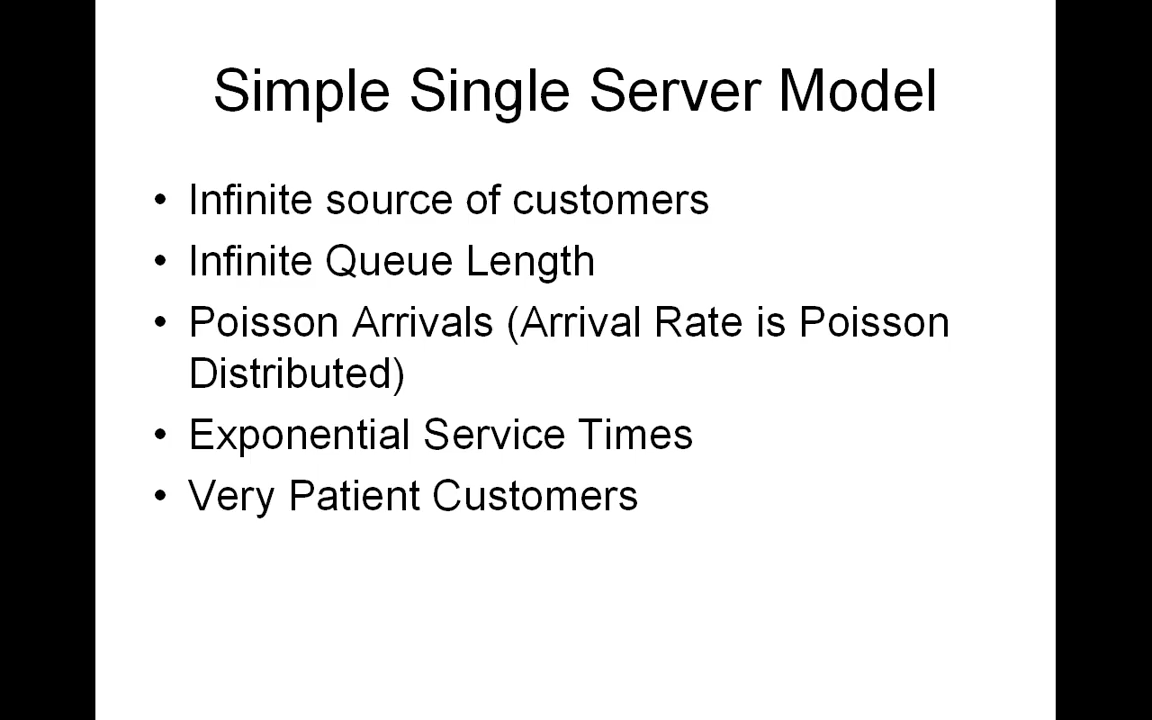 Simple Single Server Model
• Infinite source of customers
• Infinite Queue Length
• Poisson Arrivals (Arrival Rate is Poisson
Distributed)
• Exponential Service Times
• Very Patient Customers